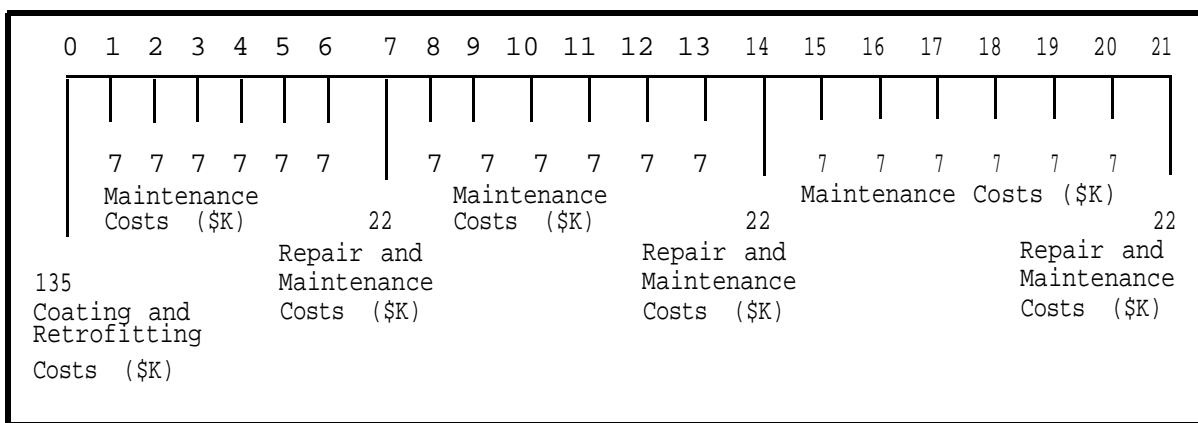 0 1 2 3 4 5 6 7 8 9 10 11 12 13 14 15 16 17 18 19 20 21
7 7 7 7 7 7 7 7 7 7 7 7 7 7 7 7 7 7
Maintenance
Costs ($K)
Maintenance
Costs ($K)
Maintenance Costs ($K)
22
Repair and
Maintenance
Costs ($K)
22
Repair and
Maintenance
Costs ($K)
22
Repair and
Maintenance
Costs ($K)
135
Coating and
Retrofitting
Costs ($K)